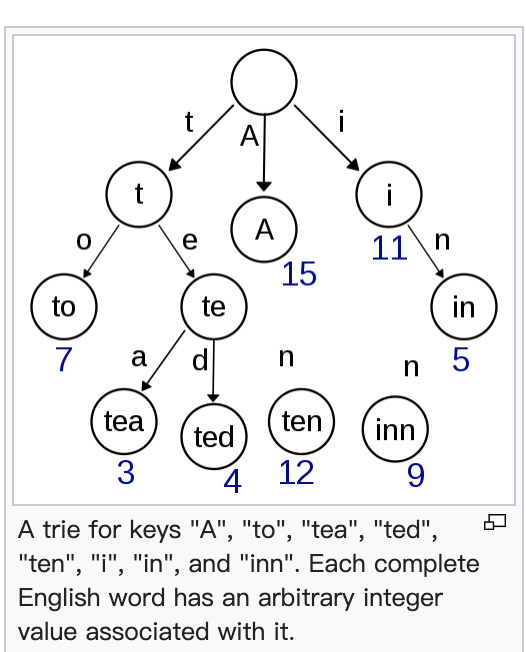 t
A
i
t
A
i
15
11
o
e
n
to
te
in
7
5
a
d
n
n
tea
ted
ten
inn
3
4
12
9
A trie for keys "A", "to", "tea", "ted",
"ten", "i", "in", and "inn". Each complete
English word has an arbitrary integer
value associated with it.